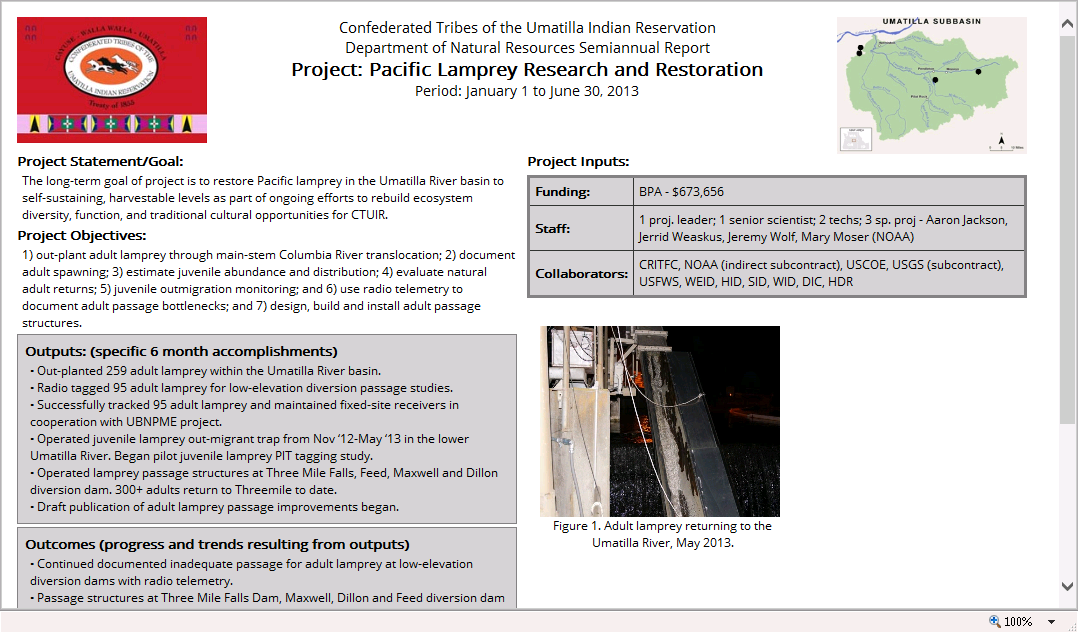 CAYUSE - WALLA WALLA - UMATILLA
CONFEDERATED TRIBES OF THE
UMATILLA INDIAN RESERVATION
Treaty of 1855
Confederated Tribes of the Umatilla Indian Reservation
Department of Natural Resources Semiannual Report
Project: Pacific Lamprey Research and Restoration
Period: January 1 to June 30, 2013
UMATILLA SUBBASIN
Project Statement/Goal:
The long-term goal of project is to restore Pacific lamprey in the Umatilla River basin to
self-sustaining, harvestable levels as part of ongoing efforts to rebuild ecosystem
diversity, function, and traditional cultural opportunities for CTUIR.
Project Objectives:
1) out-plant adult lamprey through main-stem Columbia River translocation; 2) document
adult spawning; 3) estimate juvenile abundance and distribution; 4) evaluate natural
adult returns; 5) juvenile outmigration monitoring; and 6) use radio telemetry to
document adult passage bottlenecks; and 7) design, build and install adult passage
structures.
Outputs: (specific 6 month accomplishments)
• Out-planted 259 adult lamprey within the Umatilla River basin.
• Radio tagged 95 adult lamprey for low-elevation diversion passage studies.
• Successfully tracked 95 adult lamprey and maintained fixed-site receivers in
cooperation with UBNPME project.
• Operated juvenile lamprey out-migrant trap from Nov ‘12-May ‘13 in the lower
Umatilla River. Began pilot juvenile lamprey PIT tagging study.
• Operated lamprey passage structures at Three Mile Falls, Feed, Maxwell and Dillon
diversion dam. 300+ adults return to Threemile to date.
• Draft publication of adult lamprey passage improvements began.
Outcomes (progress and trends resulting from outputs)
• Continued documented inadequate passage for adult lamprey at low-elevation
diversion dams with radio telemetry.
• Passage structures at Three Mile Falls Dam, Maxwell, Dillon and Feed diversion dam
Project Inputs:
Funding: BPA - $673,656
Staff: 1 proj. leader; 1 senior scientist; 2 techs; 3 sp. proj - Aaron Jackson,
Jerrid Weaskus, Jeremy Wolf, Mary Moser (NOAA)
Collaborators: CRITFC, NOAA (indirect subcontract), USCOE, USGS (subcontract),
USFWS, WEID, HID, SID, WID, DIC, HDR
Figure 1. Adult lamprey returning to the
Umatilla River, May 2013.
100%